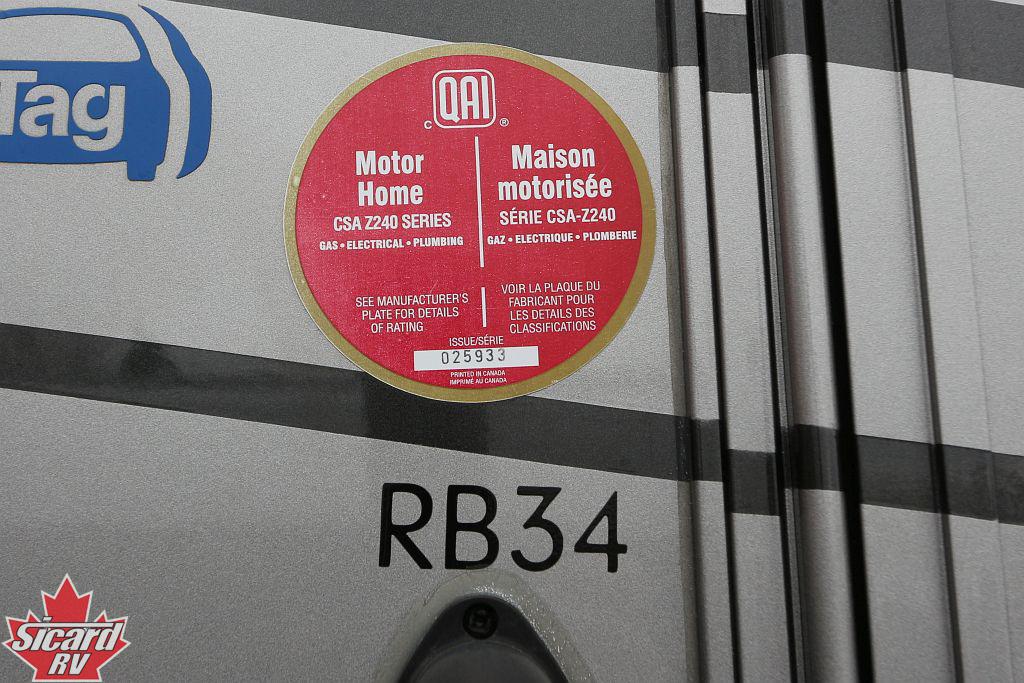 Tag
QAI
C ®
Motor
Home
CSA Z240 SERIES
GAS • ELECTRICAL • PLUMBING
Maison
motorisée
SÉRIE CSA-Z240
GAZ • ELECTRIQUE • PLOMBERIE
SEE MANUFACTURER'S
PLATE FOR DETAILS
OF RATING
VOIR LA PLAQUE DU
FABRICANT POUR
LES DETAILS DES
CLASSIFICATIONS
ISSUE/SÉRIE
025933
PRINTED IN CANADA
IMPRIMÉ AU CANADA
RB34
Sicard
RV